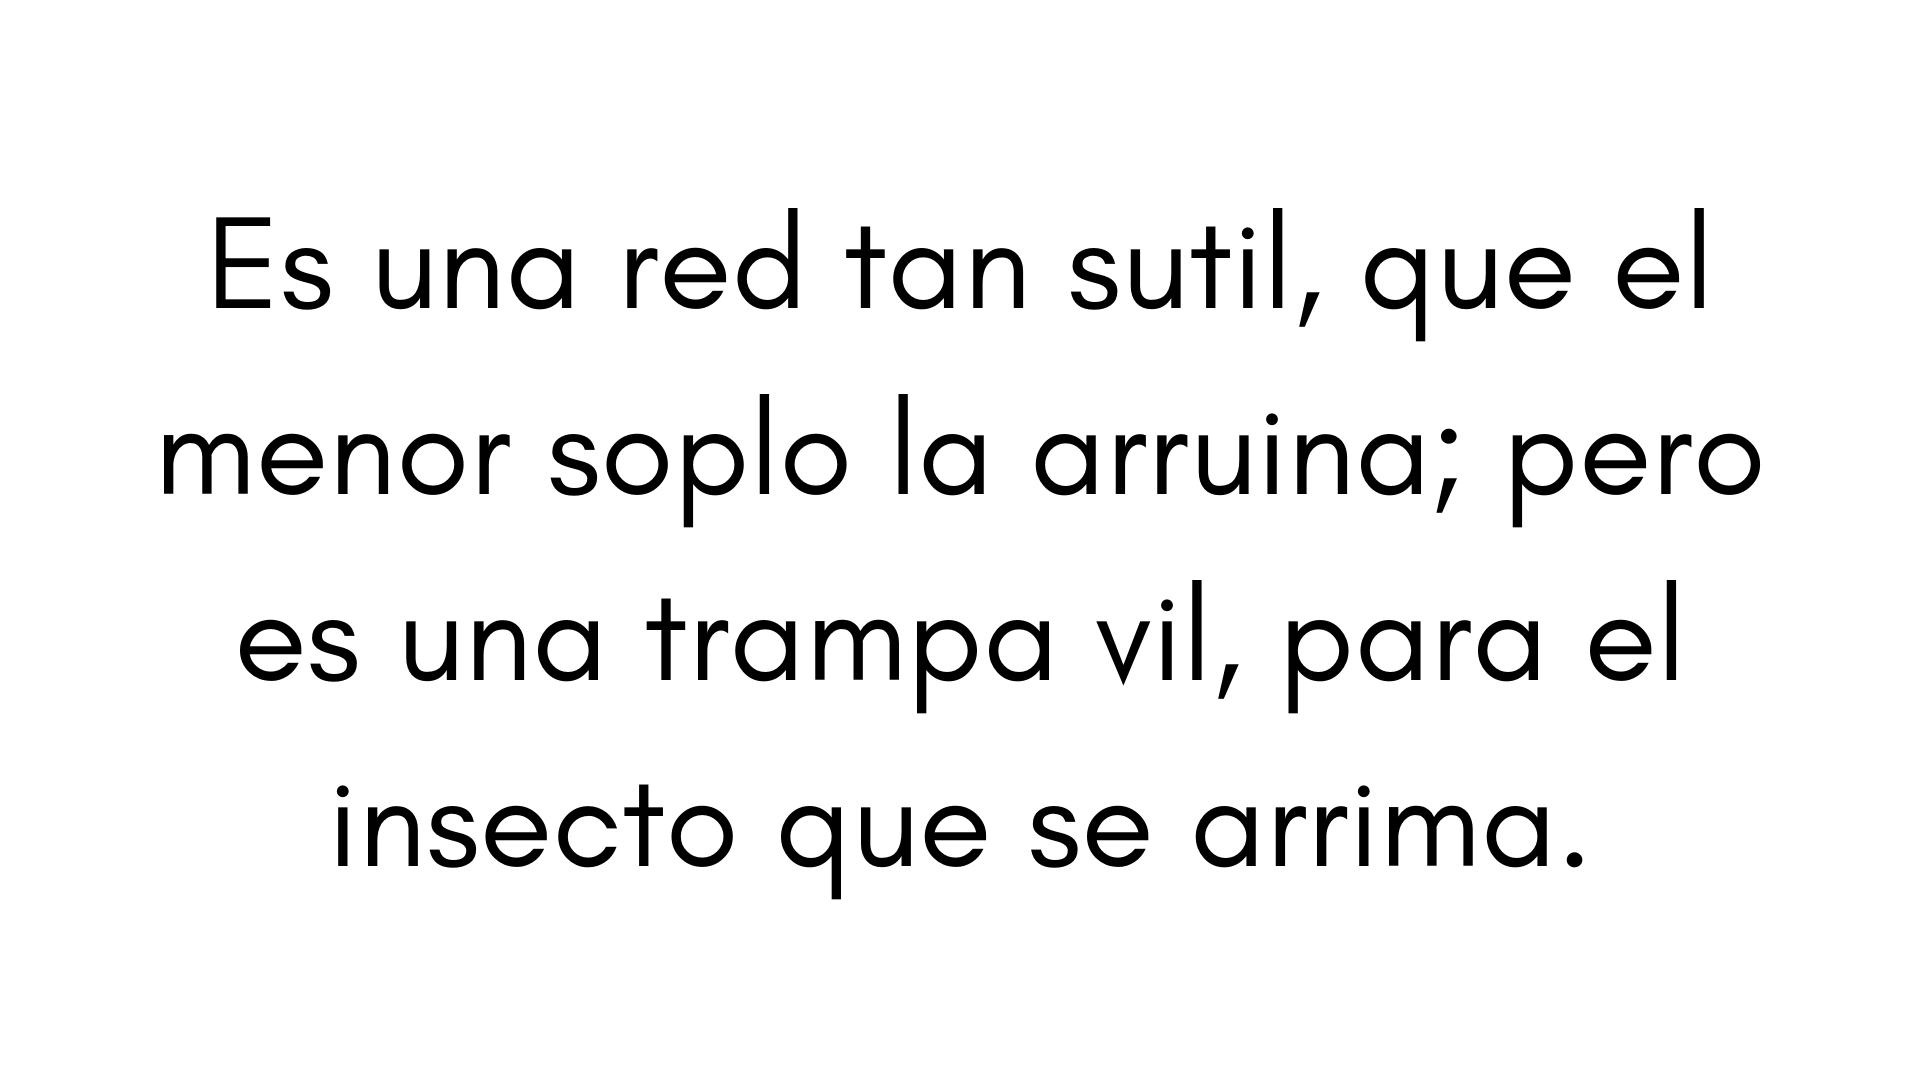 Es una red tan sutil, que el
menor soplo la arruina; pero
es una trampa vil, para el
insecto que se arrima.